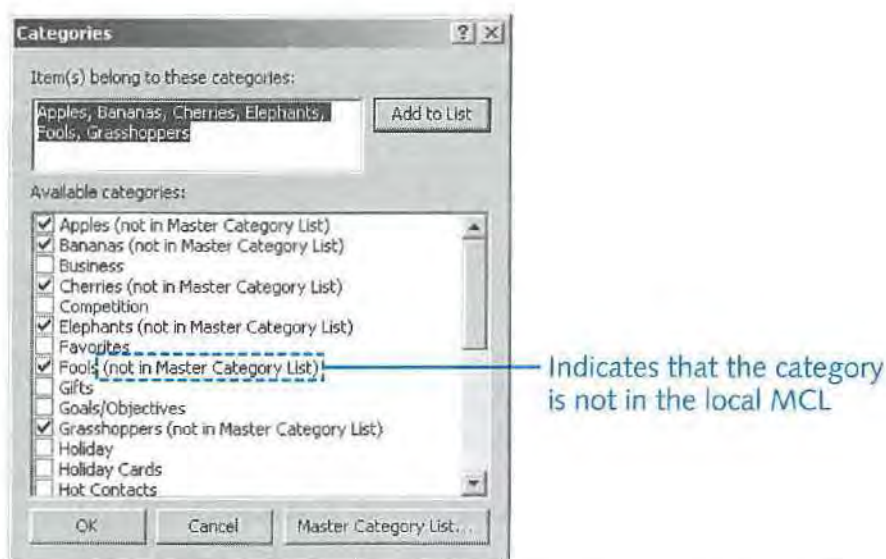 Categories
Item(s) belong to these categories:
Apples, Bananas, Cherries, Elephants,
Fools, Grasshoppers
Add to List
Available categories:
Apples (not in Master Category List)
Bananas (not in Master Category List)
Business
Cherries (not in Master Category List)
Competition
Elephants (not in Master Category List)
Favorites
Fools (not in Master Category List)
Gifts
Goals/Objectives
Grasshoppers (not in Master Category List)
Holiday
Holiday Cards
Hot Contacts
OK
Cancel
Master Category List...
Indicates that the category
is not in the local MCL